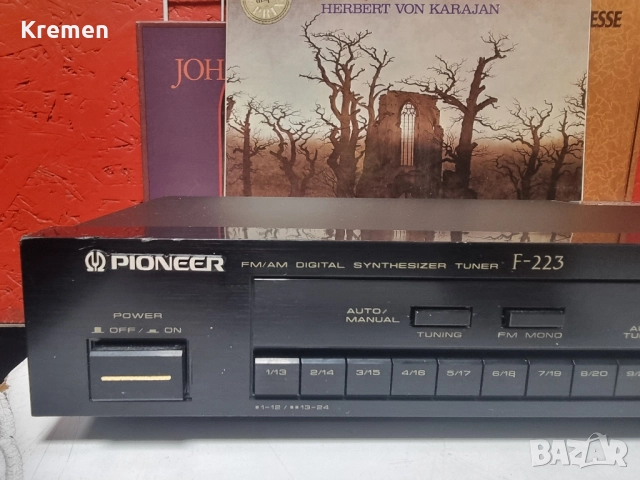 Kremen
HERBERT VON KARAJAN
ESSE
JOH
PIONEER FM/AM DIGITAL SYNTHESIZER TUNER F-223
POWER
OFF / ON
AUTO/
MANUAL
TUNING
FM MONO
1/13 2/14 3/15 4/16 5/17 6/18 7/19 8/20
*1-12 / **13-24
BAZAR
bazar.bg